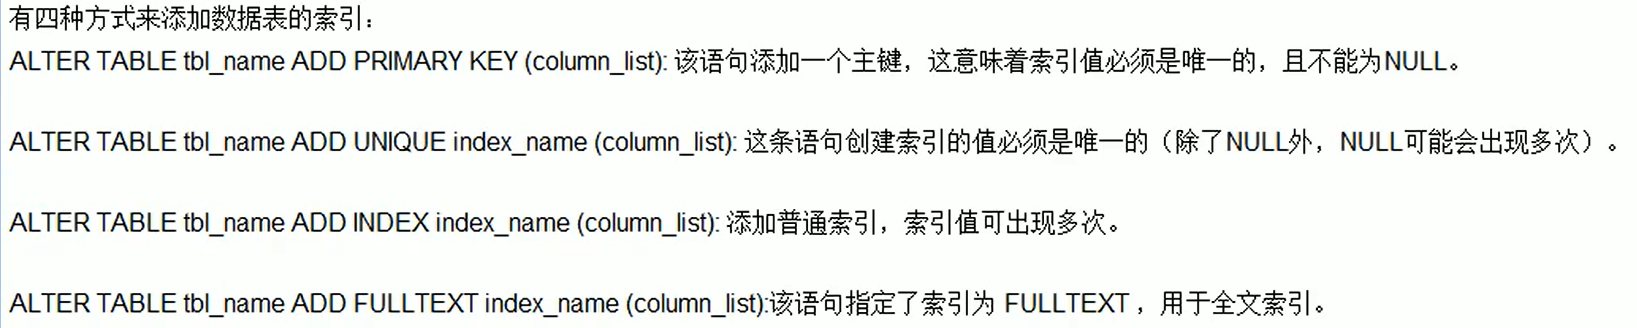 有四种方式来添加数据表的索引：
ALTER TABLE tbl_name ADD PRIMARY KEY (column_list): 该语句添加一个主键，这意味着索引值必须是唯一的，且不能为NULL。
ALTER TABLE tbl_name ADD UNIQUE index_name (column_list): 这条语句创建索引的值必须是唯一的（除了NULL外，NULL可能会出现多次）。
ALTER TABLE tbl_name ADD INDEX index_name (column_list): 添加普通索引，索引值可出现多次。
ALTER TABLE tbl_name ADD FULLTEXT index_name (column_list):该语句指定了索引为 FULLTEXT ，用于全文索引。